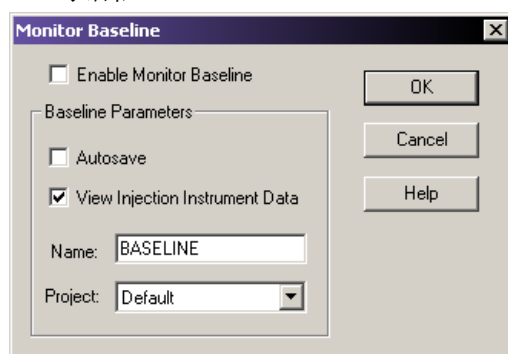 Monitor Baseline
Enable Monitor Baseline
OK
Baseline Parameters
Cancel
Autosave
View Injection Instrument Data
Help
Name: BASELINE
Project: Default